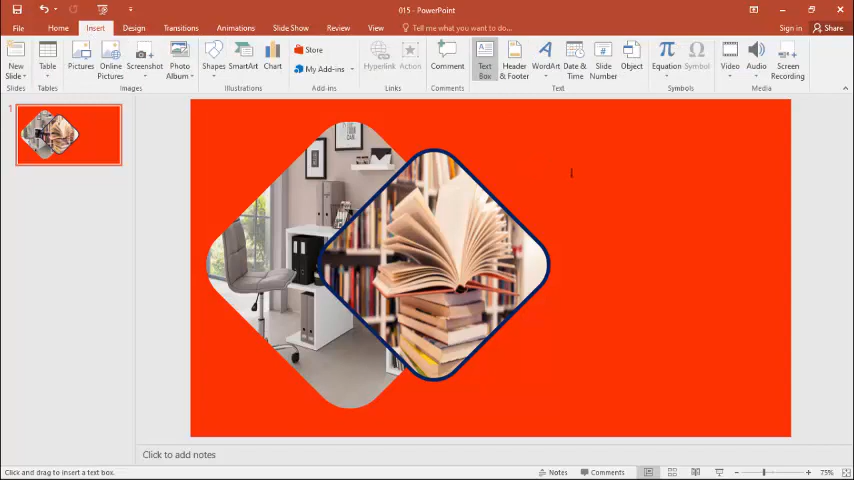 015 - PowerPoint
File Home Insert Design Transitions Animations Slide Show Review View Tell me what you want to do... Sign in Share
New Slide Table Pictures Online Pictures Screenshot Photo Album Shapes SmartArt Chart Store My Add-ins Hyperlink Action Comment Text Box Header & Footer WordArt Date & Time Slide Number Object Equation Symbol Video Audio Screen Recording
Slides Tables Images Illustrations Add-ins Links Comments Text Symbols Media
1
Click to add notes
Click and drag to insert a text box. Notes Comments 75%